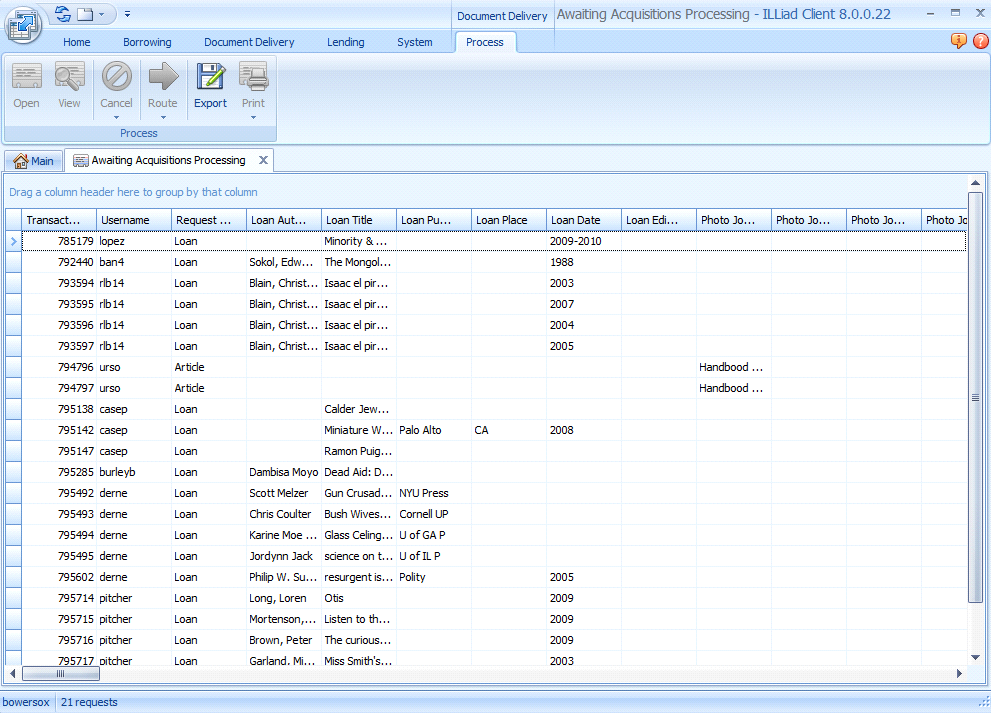 Document Delivery Awaiting Acquisitions Processing - ILLiad Client 8.0.0.22
Home Borrowing Document Delivery Lending System Process
Open View Cancel Route Export Print
Process
Main Awaiting Acquisitions Processing
Drag a column header here to group by that column
Transact... Username Request ... Loan Aut... Loan Title Loan Pu... Loan Place Loan Date Loan Edi... Photo Jo... Photo Jo... Photo Jo... Photo Jo
785179 lopez Loan Minority & ... 2009-2010
792440 ban4 Loan Sokol, Edw... The Mongol... 1988
793594 rlb14 Loan Blain, Christ... Isaac el pir... 2003
793595 rlb14 Loan Blain, Christ... Isaac el pir... 2007
793596 rlb14 Loan Blain, Christ... Isaac el pir... 2004
793597 rlb14 Loan Blain, Christ... Isaac el pir... 2005
794796 urso Article Handbood ...
794797 urso Article Handbood ...
795138 casep Loan Calder Jew...
795142 casep Loan Miniature W... Palo Alto CA 2008
795147 casep Loan Ramon Puig...
795285 burleyb Loan Dambisa Moyo Dead Aid: D...
795492 derne Loan Scott Melzer Gun Crusad... NYU Press
795493 derne Loan Chris Coulter Bush Wives... Cornell UP
795494 derne Loan Karine Moe ... Glass Celing... U of GA P
795495 derne Loan Jordynn Jack science on t... U of IL P
795602 derne Loan Philip W. Su... resurgent is... Polity 2005
795714 pitcher Loan Long, Loren Otis 2009
795715 pitcher Loan Mortenson,... Listen to th... 2009
795716 pitcher Loan Brown, Peter The curious... 2009
795717 pitcher Loan Garland, Mi... Miss Smith's... 2003
bowersox 21 requests